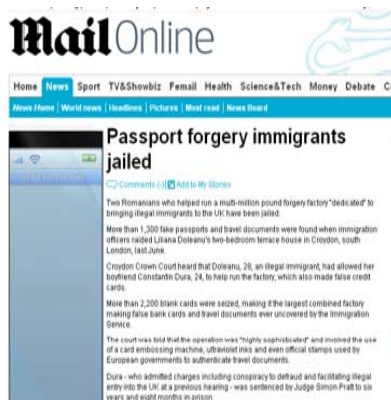 Mail Online
Home News Sport TV&Showbiz Femail Health Science&Tech Money Debate
News Home World news Headlines Pictures Most read News Board
Passport forgery immigrants
jailed
Comments Add to My Stories
Two Romanians who helped run a multi-million pound forgery factory "dedicated" to
bringing illegal immigrants to the UK have been jailed.
More than 1,300 fake passports and travel documents were found when immigration
officers raided Liliana Doleanu's two-bedroom terrace house in Croydon, south
London, last June.
Croydon Crown Court heard that Doleanu, 28, an illegal immigrant, had allowed her
boyfriend Constantin Dura, 24, to help run the factory, which also made false credit
cards.
More than 2,200 blank cards were seized, making it the largest combined factory
making false bank cards and travel documents ever uncovered by the Immigration
Service.
The court was told that the operation was "highly sophisticated" and involved the use
of a card embossing machine, ultraviolet inks and even official stamps used by
European governments to authenticate travel documents.
Dura - who admitted charges including conspiracy to defraud and facilitating illegal
entry into the UK at a previous hearing - was sentenced by Judge Simon Pratt to six
years and eight months in prison.